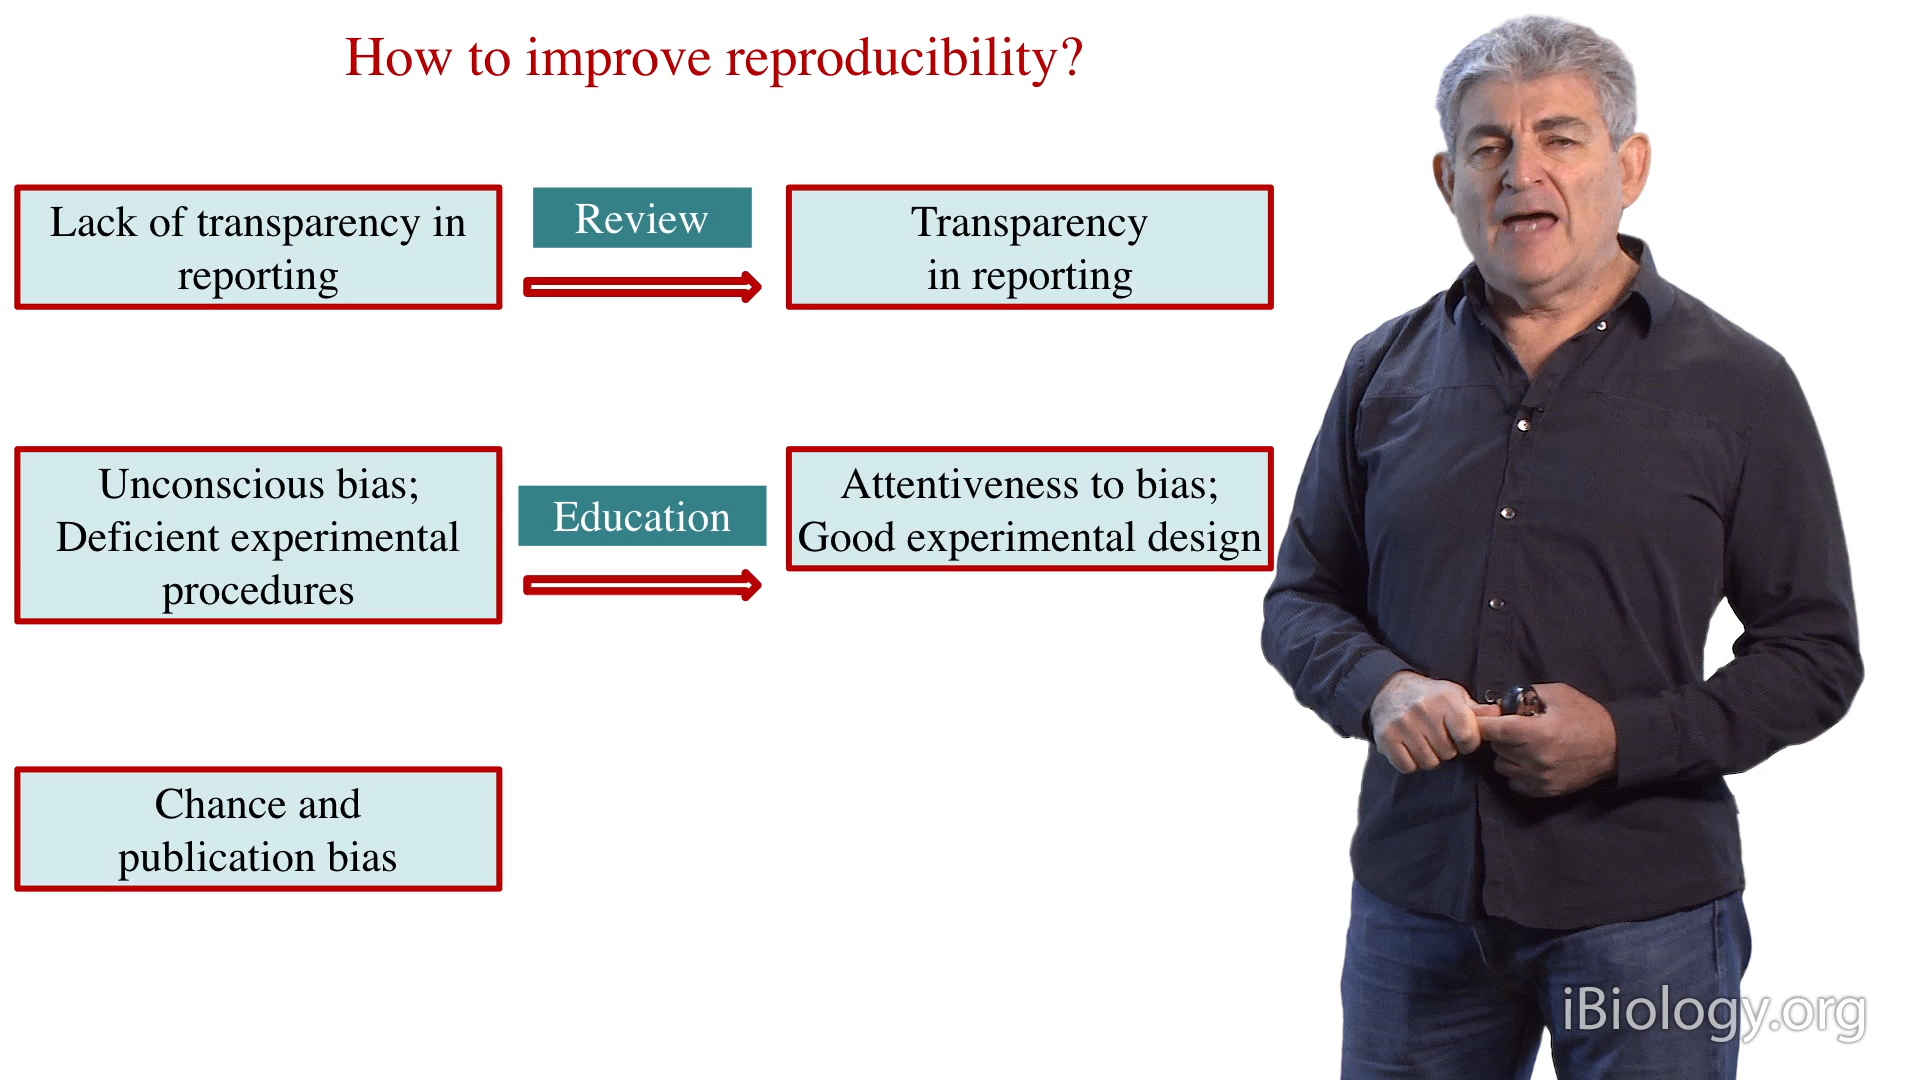 How to improve reproducibility?
Lack of transparency in
reporting
Review
Transparency
in reporting
Unconscious bias;
Deficient experimental
procedures
Education
Attentiveness to bias;
Good experimental design
Chance and
publication bias
iBiology.org